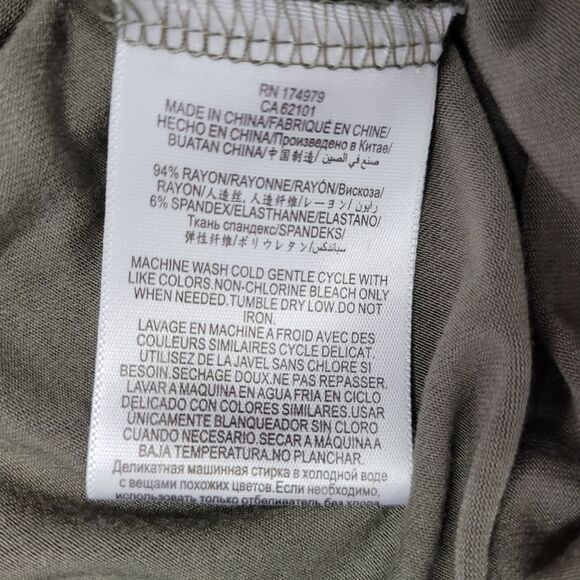 RN 174979
CA 62101
MADE IN CHINA/FABRIQUÉ EN CHINE/
HECHO EN CHINA/Произведено в Китае/
BUATAN CHINA/中国制造/ صنع في الصين/
94% RAYON/RAYONNE/RAYÓN/Вискоза/
RAYON/人造丝, 人造纤维/レーヨン/ رايون/
6% SPANDEX/ELASTHANNE/ELASTANO/
Ткань спандекс/SPANDEKS/
弹性纤维/ポリウレタン/ سباندكس/
MACHINE WASH COLD GENTLE CYCLE WITH
LIKE COLORS.NON-CHLORINE BLEACH ONLY
WHEN NEEDED.TUMBLE DRY LOW.DO NOT
IRON.
LAVAGE EN MACHINE A FROID AVEC DES
COULEURS SIMILAIRES CYCLE DELICAT.
UTILISEZ DE LA JAVEL SANS CHLORE SI
BESOIN.SECHAGE DOUX.NE PAS REPASSER.
LAVAR A MAQUINA EN AGUA FRIA EN CICLO
DELICADO CON COLORES SIMILARES.USAR
ÚNICAMENTE BLANQUEADOR SIN CLORO
CUANDO NECESARIO.SECAR A MÁQUINA A
BAJA TEMPERATURA.NO PLANCHAR.
Деликатная машинная стирка в холодной воде
с вещами похожих цветов.Если необходимо,
использовать только отбеливатель без хлора